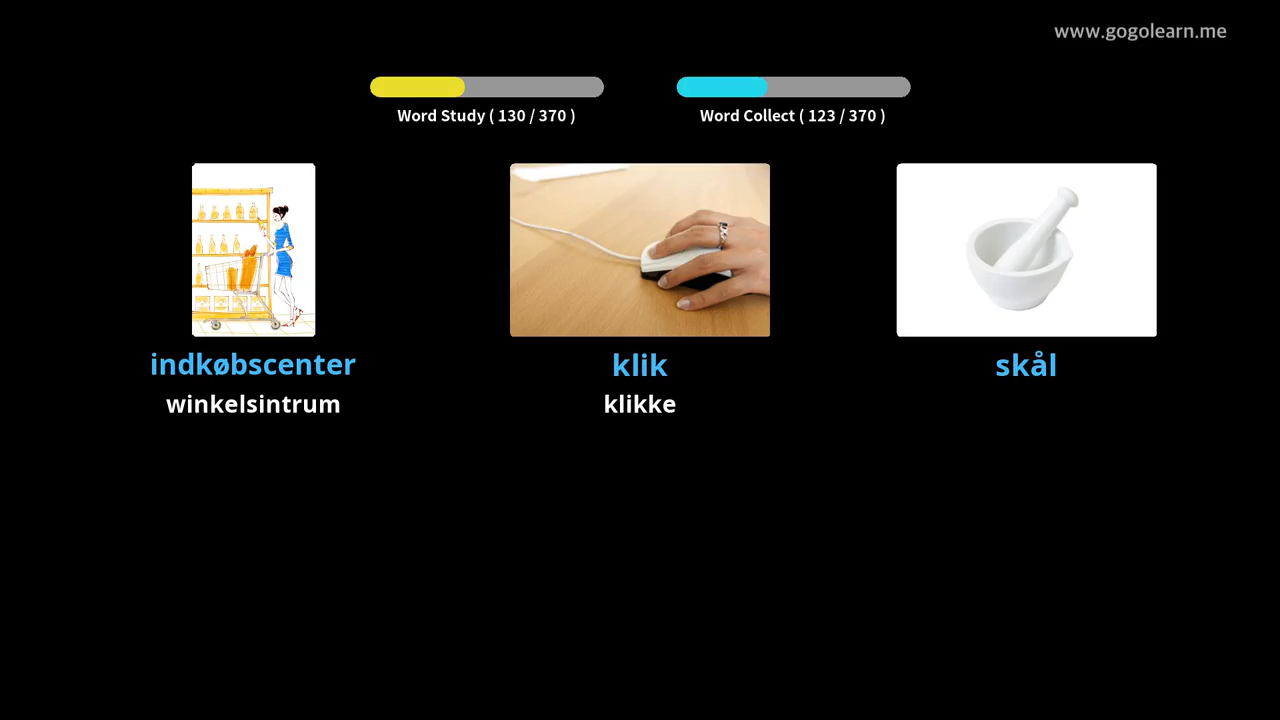 www.gogolearn.me
Word Study ( 130 / 370 )
Word Collect ( 123 / 370 )
indkøbscenter
klik
skål
winkelsintrum
klikke